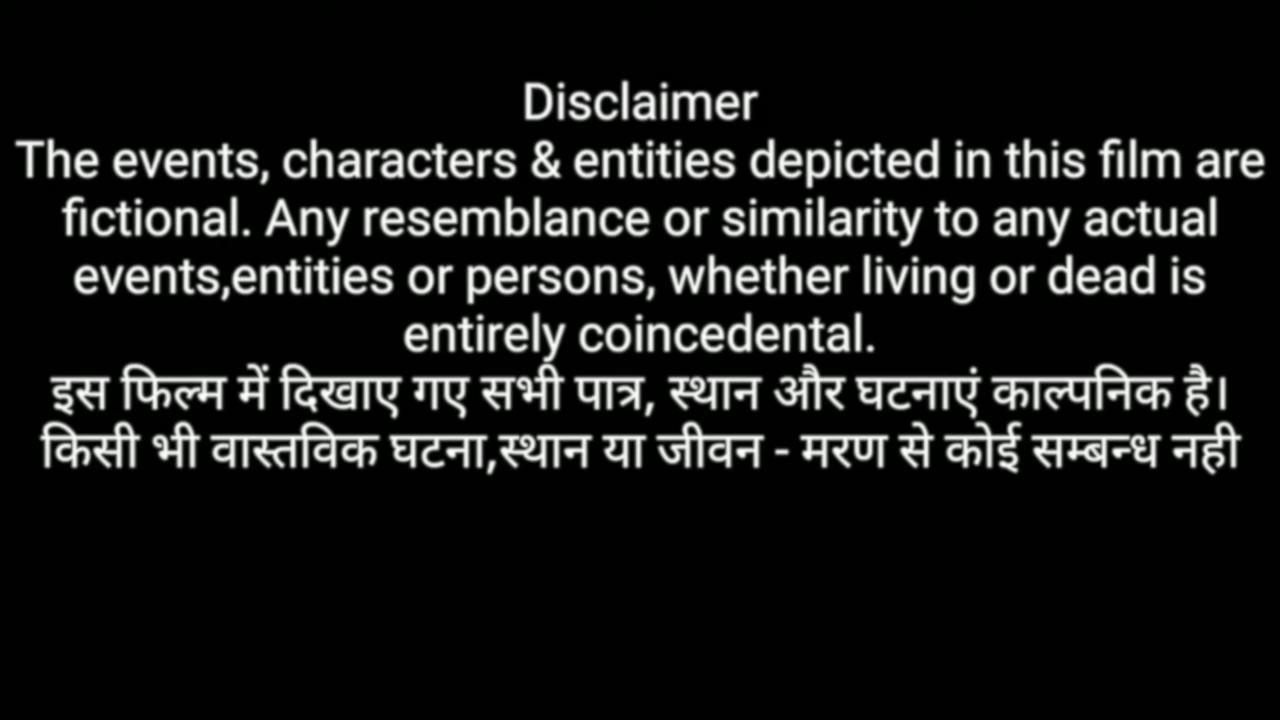 Disclaimer
The events, characters & entities depicted in this film are
fictional. Any resemblance or similarity to any actual
events,entities or persons, whether living or dead is
entirely coincedental.
इस फिल्म में दिखाए गए सभी पात्र, स्थान और घटनाएं काल्पनिक है।
किसी भी वास्तविक घटना,स्थान या जीवन - मरण से कोई सम्बन्ध नही